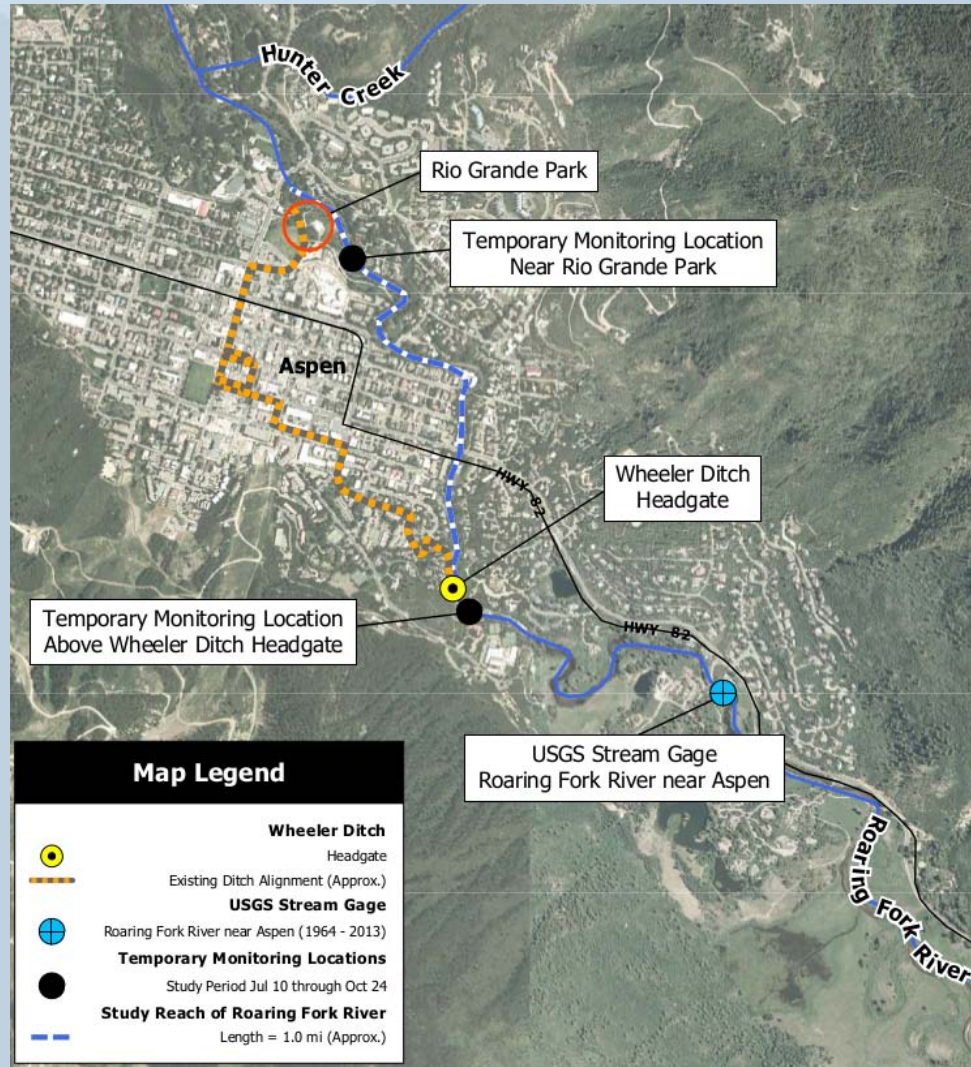 Hunter
Creek
Rio Grande Park
Temporary Monitoring Location
Near Rio Grande Park
Aspen
HWY 82
Wheeler Ditch
Headgate
Temporary Monitoring Location
Above Wheeler Ditch Headgate
HWY 82
USGS Stream Gage
Roaring Fork River near Aspen
Roaring Fork River
Map Legend
Wheeler Ditch
Headgate
Existing Ditch Alignment (Approx.)
USGS Stream Gage
Roaring Fork River near Aspen (1964 - 2013)
Temporary Monitoring Locations
Study Period Jul 10 through Oct 24
Study Reach of Roaring Fork River
Length = 1.0 mi (Approx.)